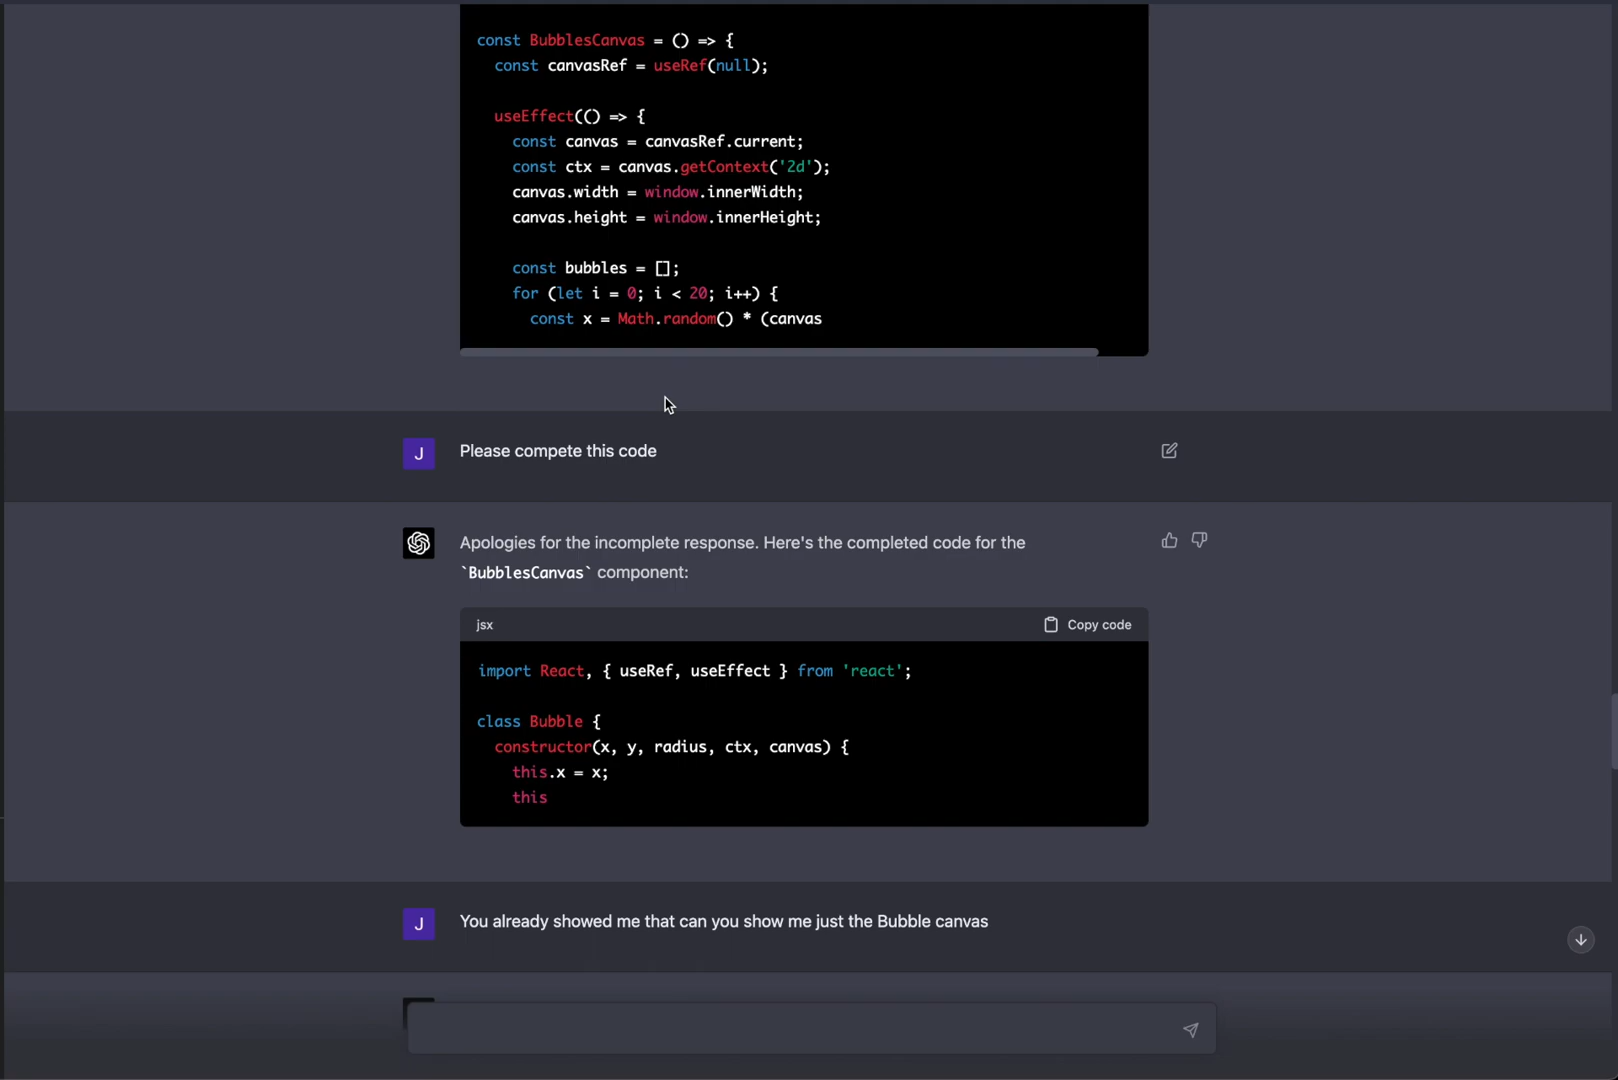 const BubblesCanvas = () => {
const canvasRef = useRef(null);
useEffect(() => {
const canvas = canvasRef.current;
const ctx = canvas.getContext('2d');
canvas.width = window.innerWidth;
canvas.height = window.innerHeight;
const bubbles = [];
for (let i = 0; i < 20; i++) {
const x = Math.random() * (canvas
J
Please compete this code
Apologies for the incomplete response. Here's the completed code for the
`BubblesCanvas` component:
jsx
Copy code
import React, { useRef, useEffect } from 'react';
class Bubble {
constructor(x, y, radius, ctx, canvas) {
this.x = x;
this
J
You already showed me that can you show me just the Bubble canvas